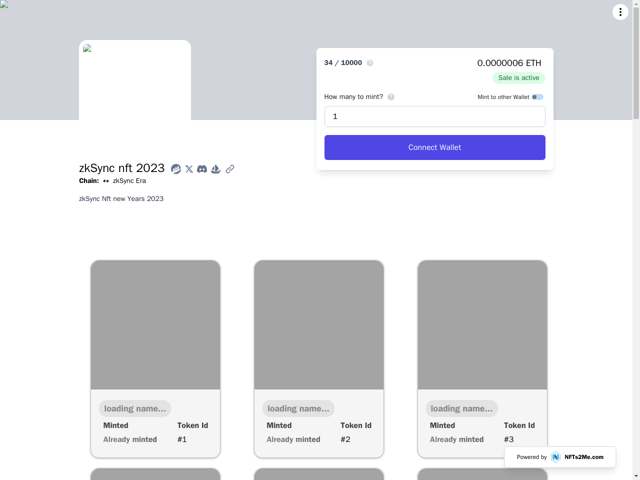 34 / 10000
0.0000006 ETH
Sale is active
How many to mint?
Mint to other Wallet
1
Connect Wallet
zkSync nft 2023
Chain: zkSync Era
zkSync Nft new Years 2023
loading name...
Minted Token Id
Already minted #1
loading name...
Minted Token Id
Already minted #2
loading name...
Minted Token Id
Already minted #3
Powered by NFTs2Me.com